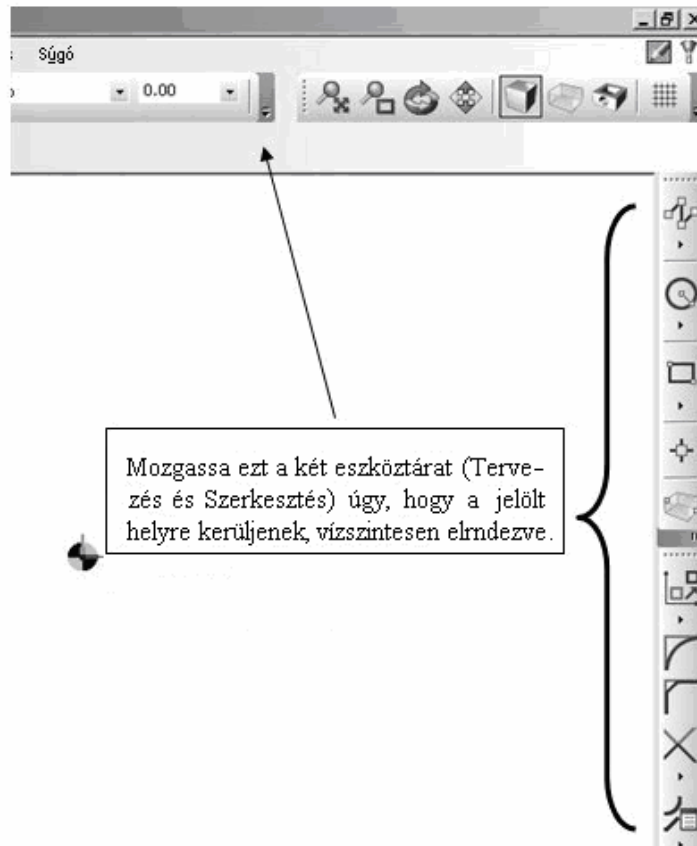 Súgó
0.00
Mozgassa ezt a két eszköztárat (Terve-
zés és Szerkesztés) úgy, hogy a jelölt
helyre kerüljenek, vízszintesen elrndezve.